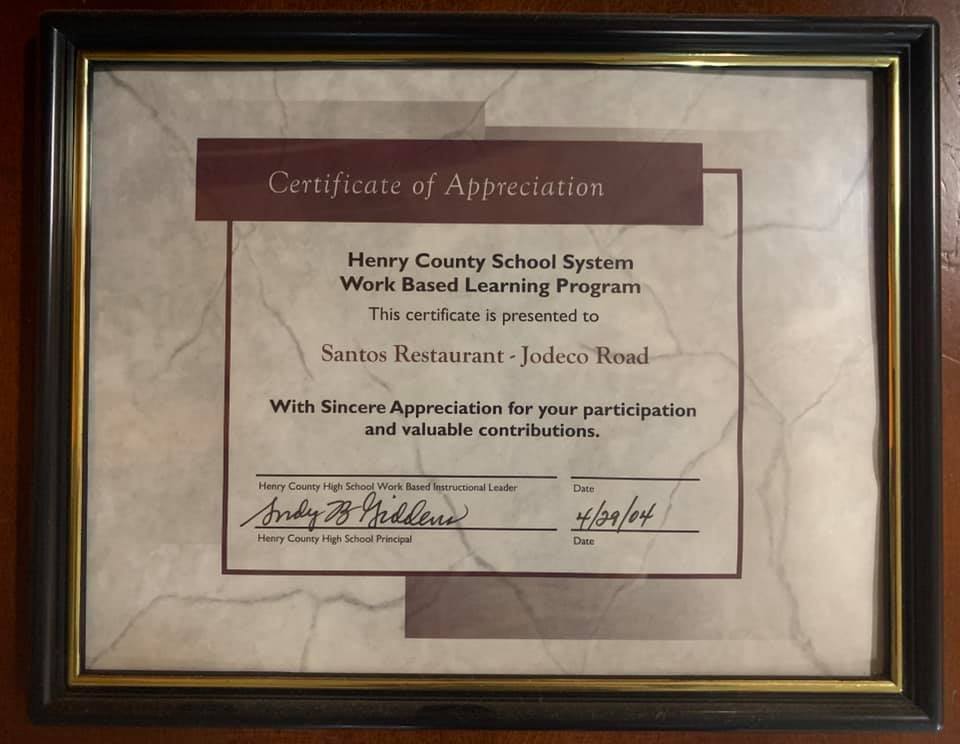 Certificate of Appreciation
Henry County School System
Work Based Learning Program
This certificate is presented to
Santos Restaurant - Jodeco Road
With Sincere Appreciation for your participation
and valuable contributions.
Henry County High School Work Based Instructional Leader
Date
B Giddens
4/29/04
Henry County High School Principal
Date